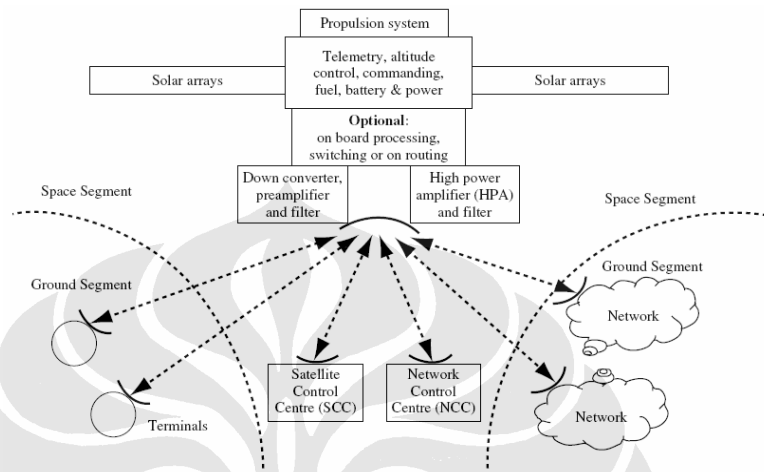 Propulsion system
Telemetry, altitude
control, commanding,
fuel, battery & power
Solar arrays
Solar arrays
Optional:
on board processing,
switching or on routing
Down converter,
preamplifier
and filter
High power
amplifier (HPA)
and filter
Space Segment
Space Segment
Ground Segment
Ground Segment
Network
Satellite
Control
Centre (SCC)
Network
Control
Centre (NCC)
Terminals
Network